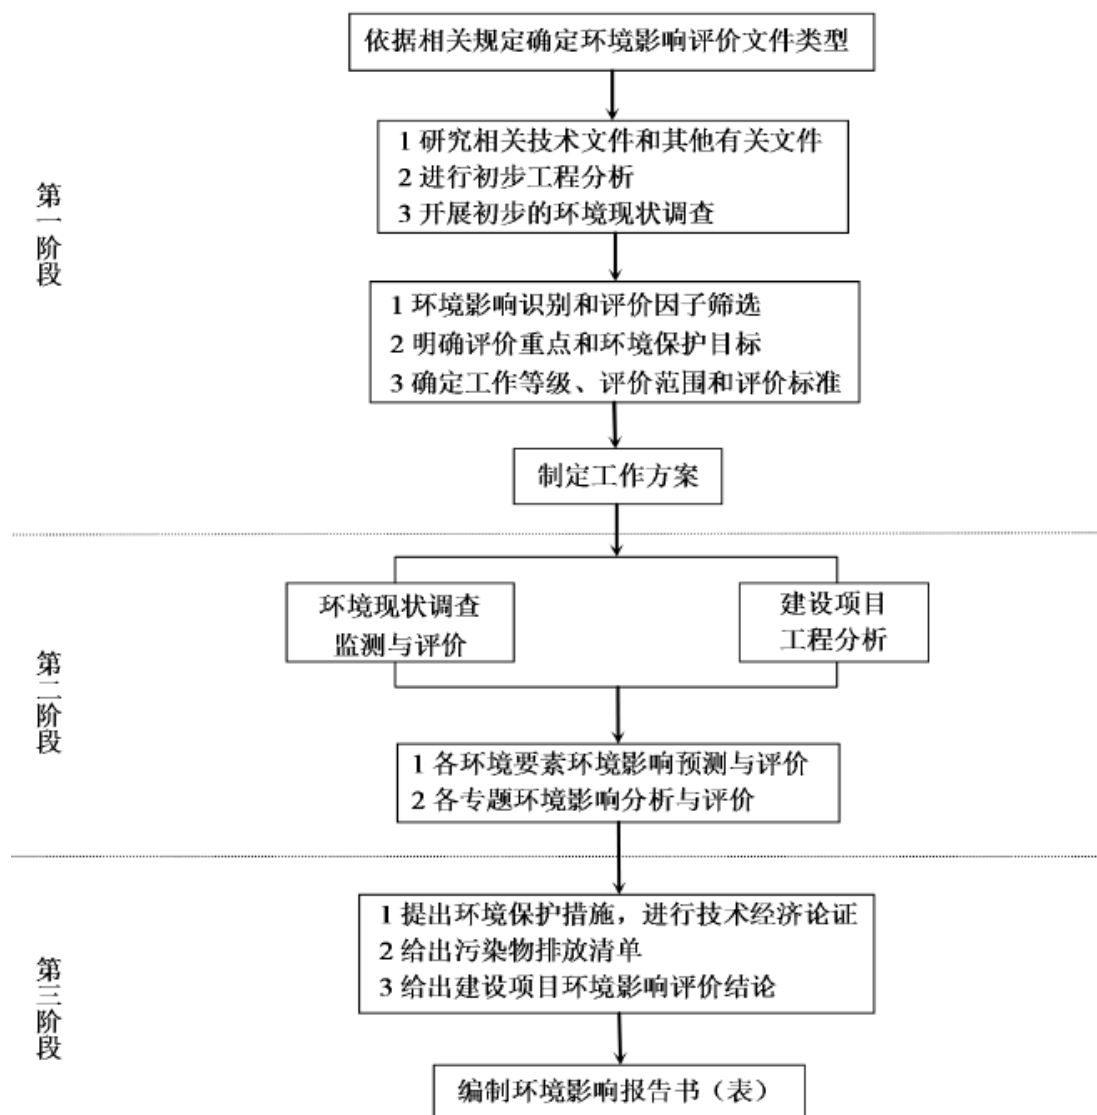 依据相关规定确定环境影响评价文件类型
1 研究相关技术文件和其他有关文件
2 进行初步工程分析
3 开展初步的环境现状调查
第一阶段
1 环境影响识别和评价因子筛选
2 明确评价重点和环境保护目标
3 确定工作等级、评价范围和评价标准
制定工作方案
环境现状调查
监测与评价
建设项目
工程分析
第二阶段
1 各环境要素环境影响预测与评价
2 各专题环境影响分析与评价
1 提出环境保护措施，进行技术经济论证
2 给出污染物排放清单
3 给出建设项目环境影响评价结论
第三阶段
编制环境影响报告书（表）